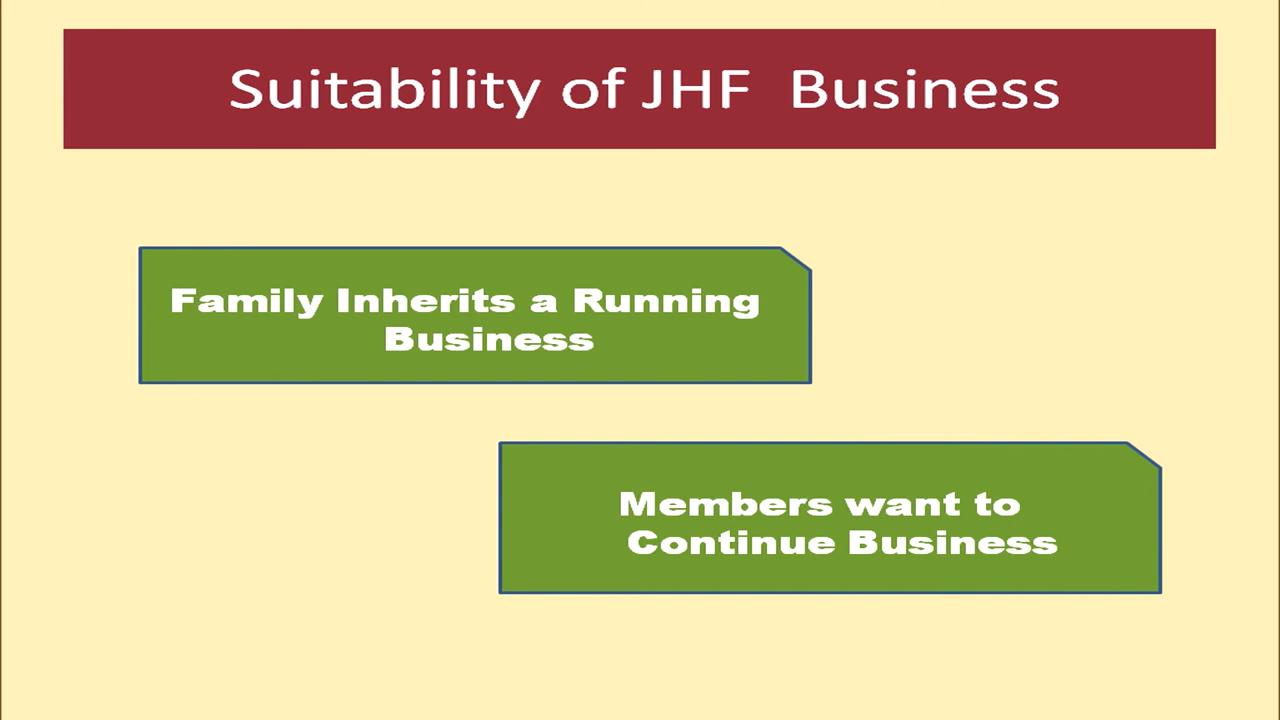 Suitability of JHF Business
Family Inherits a Running
Business
Members want to
Continue Business